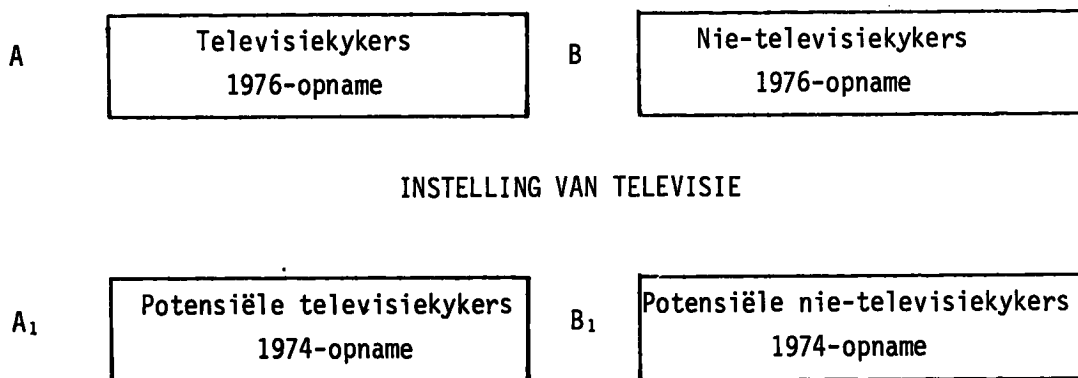 A
Televisiekykers
1976-opname
B
Nie-televisiekykers
1976-opname
INSTELLING VAN TELEVISIE
A₁
Potensiële televisiekykers
1974-opname
B₁
Potensiële nie-televisiekykers
1974-opname